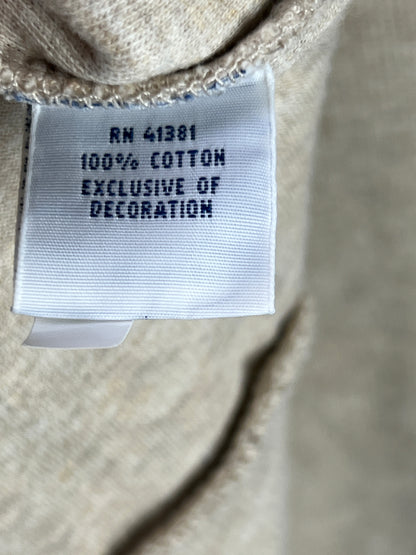 RN 41381
100% COTTON
EXCLUSIVE OF
DECORATION